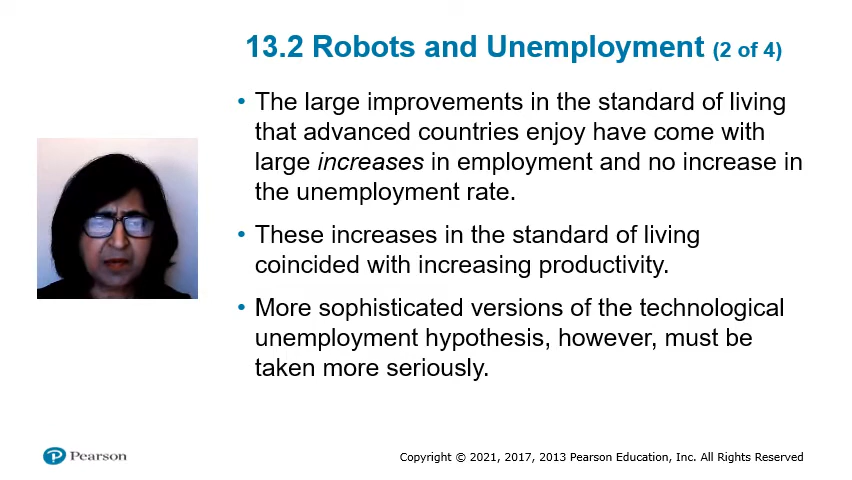 13.2 Robots and Unemployment (2 of 4)
• The large improvements in the standard of living
that advanced countries enjoy have come with
large increases in employment and no increase in
the unemployment rate.
• These increases in the standard of living
coincided with increasing productivity.
• More sophisticated versions of the technological
unemployment hypothesis, however, must be
taken more seriously.
P Pearson
Copyright © 2021, 2017, 2013 Pearson Education, Inc. All Rights Reserved